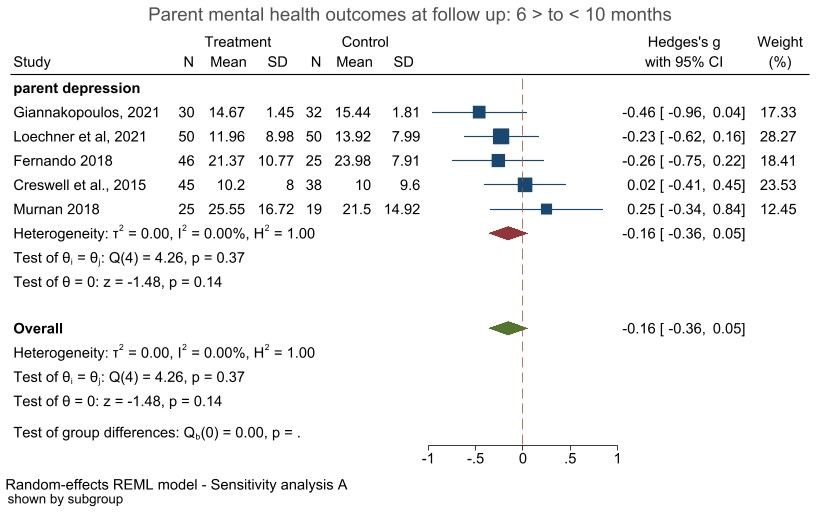 Parent mental health outcomes at follow up: 6 > to < 10 months
Treatment Control Hedges's g Weight
Study N Mean SD N Mean SD with 95% CI (%)
parent depression
Giannakopoulos, 2021 30 14.67 1.45 32 15.44 1.81 -0.46 [ -0.96, 0.04] 17.33
Loechner et al, 2021 50 11.96 8.98 50 13.92 7.99 -0.23 [ -0.62, 0.16] 28.27
Fernando 2018 46 21.37 10.77 25 23.98 7.91 -0.26 [ -0.75, 0.22] 18.41
Creswell et al., 2015 45 10.2 8 38 10 9.6 0.02 [ -0.41, 0.45] 23.53
Murnan 2018 25 25.55 16.72 19 21.5 14.92 0.25 [ -0.34, 0.84] 12.45
Heterogeneity: τ² = 0.00, I² = 0.00%, H² = 1.00 -0.16 [ -0.36, 0.05]
Test of θᵢ = θⱼ: Q(4) = 4.26, p = 0.37
Test of θ = 0: z = -1.48, p = 0.14
Overall -0.16 [ -0.36, 0.05]
Heterogeneity: τ² = 0.00, I² = 0.00%, H² = 1.00
Test of θᵢ = θⱼ: Q(4) = 4.26, p = 0.37
Test of θ = 0: z = -1.48, p = 0.14
Test of group differences: Q_b(0) = 0.00, p = .
-1 -.5 0 .5 1
Random-effects REML model - Sensitivity analysis A
shown by subgroup